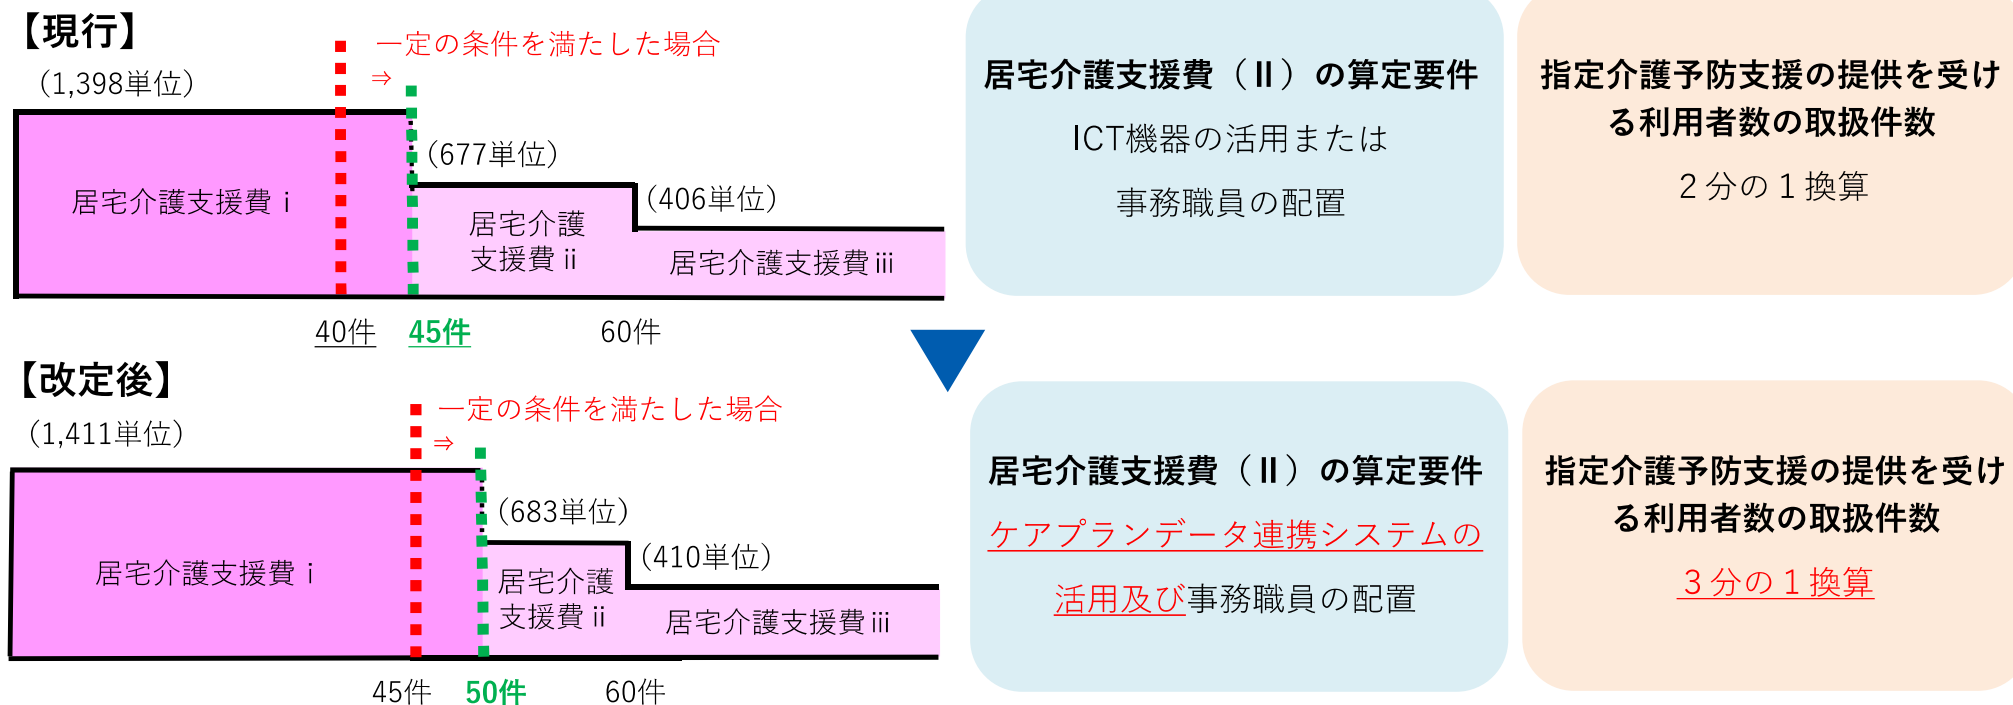 【現行】
(1,398単位)
一定の条件を満たした場合
⇒
(677単位)
(406単位)
居宅介護支援費ⅰ
居宅介護
支援費ⅱ
居宅介護支援費ⅲ
40件
45件
60件
居宅介護支援費(Ⅱ)の算定要件
ICT機器の活用または
事務職員の配置
指定介護予防支援の提供を受け
る利用者数の取扱件数
2分の1換算
【改定後】
(1,411単位)
一定の条件を満たした場合
⇒
(683単位)
(410単位)
居宅介護支援費ⅰ
居宅介護
支援費ⅱ
居宅介護支援費ⅲ
45件
50件
60件
居宅介護支援費(Ⅱ)の算定要件
ケアプランデータ連携システムの
活用及び事務職員の配置
指定介護予防支援の提供を受け
る利用者数の取扱件数
3分の1換算